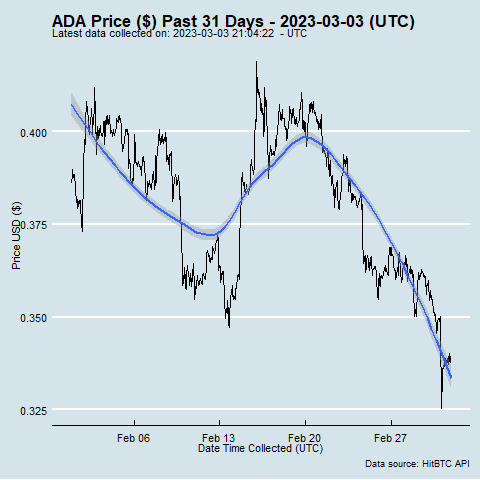 ADA Price ($) Past 31 Days - 2023-03-03 (UTC)
Latest data collected on: 2023-03-03 21:04:22 - UTC
0.400
0.375
0.350
0.325
Price USD ($)
Feb 06 Feb 13 Feb 20 Feb 27
Date Time Collected (UTC)
Data source: HitBTC API